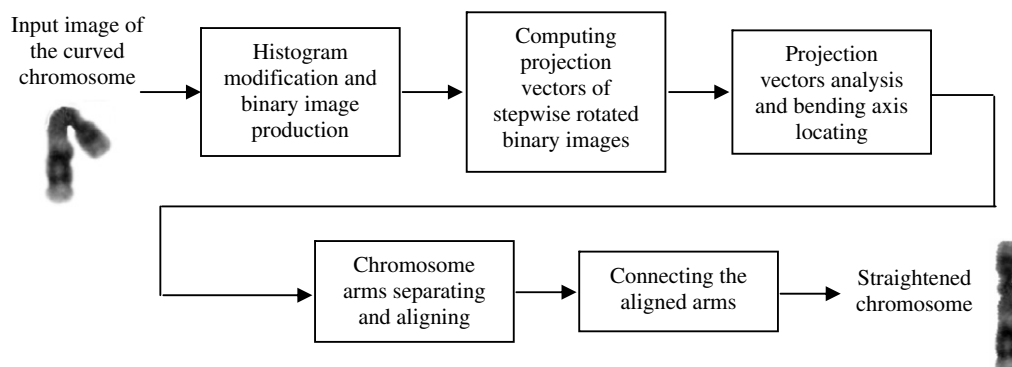 Input image of
the curved
chromosome
Histogram
modification and
binary image
production
Computing
projection
vectors of
stepwise rotated
binary images
Projection
vectors analysis
and bending axis
locating
Chromosome
arms separating
and aligning
Connecting the
aligned arms
Straightened
chromosome